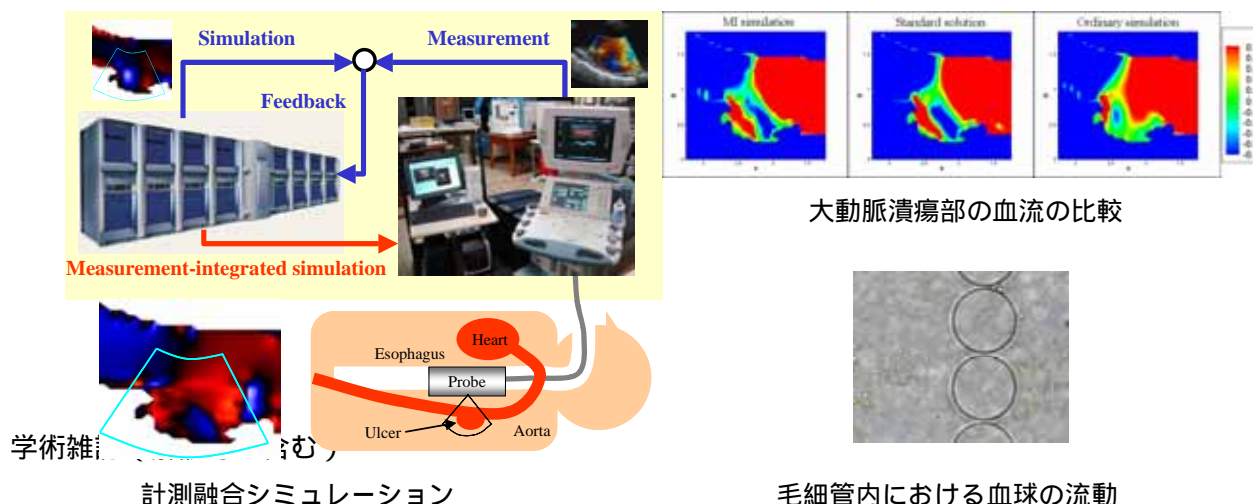 Simulation
Measurement
Feedback
Measurement-integrated simulation
Heart
Esophagus
Probe
Ulcer
Aorta
学術雑
含む）
計測融合シミュレーション
MI simulation
Standard solution
Ordinary simulation
大動脈潰瘍部の血流の比較
毛細管内における血球の流動